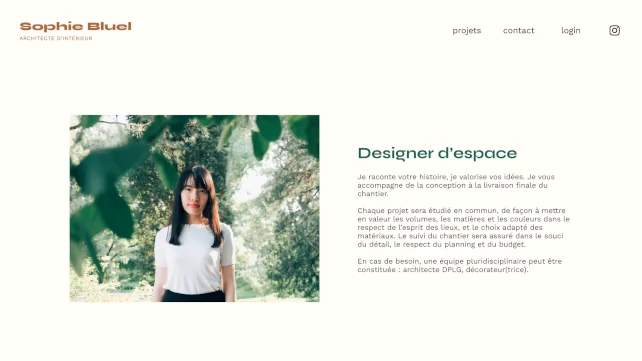 Sophie Bluel
ARCHITECTE D'INTÉRIEUR
projets
contact
login
Designer d'espace
Je raconte votre histoire, je valorise vos idées. Je vous
accompagne de la conception à la livraison finale du
chantier.
Chaque projet sera étudié en commun, de façon à mettre
en valeur les volumes, les matières et les couleurs dans le
respect de l'esprit des lieux, et le choix adapté des
matériaux. Le suivi du chantier sera assuré dans le souci
du détail, le respect du planning et du budget.
En cas de besoin, une équipe pluridisciplinaire peut être
constituée : architecte DPLG, décorateur(trice).